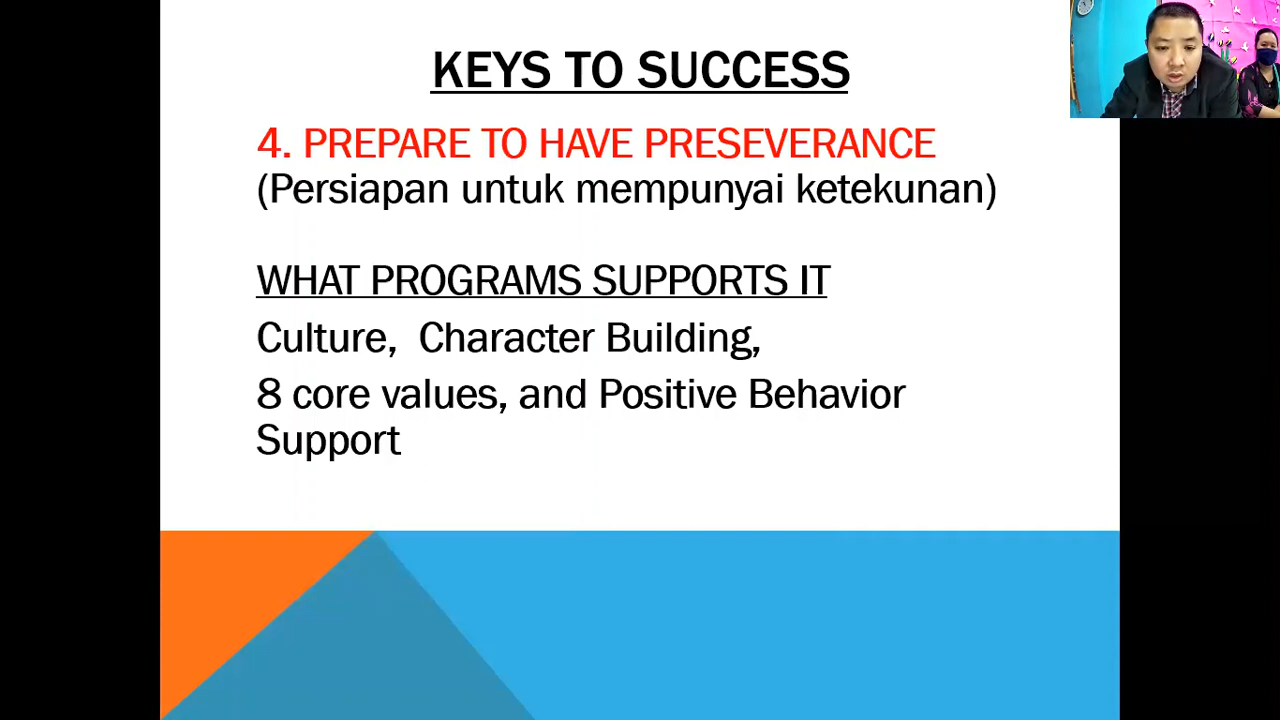 KEYS TO SUCCESS
4. PREPARE TO HAVE PRESEVERANCE
(Persiapan untuk mempunyai ketekunan)
WHAT PROGRAMS SUPPORTS IT
Culture,  Character Building,
8 core values, and Positive Behavior
Support